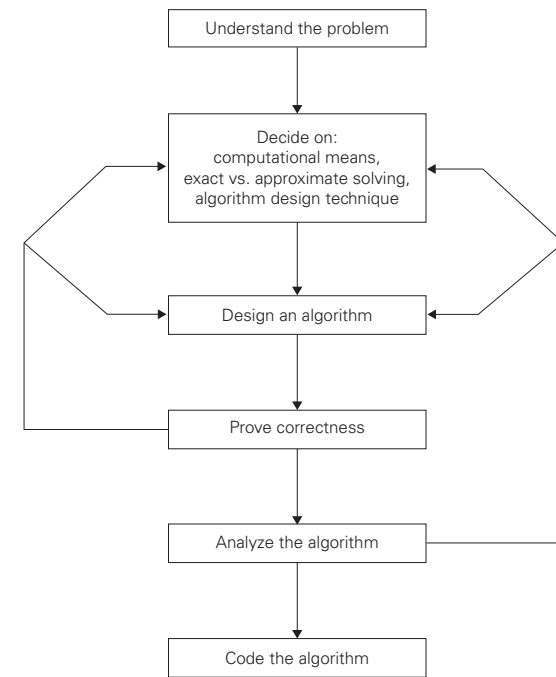 Understand the problem
Decide on:
computational means,
exact vs. approximate solving,
algorithm design technique
Design an algorithm
Prove correctness
Analyze the algorithm
Code the algorithm